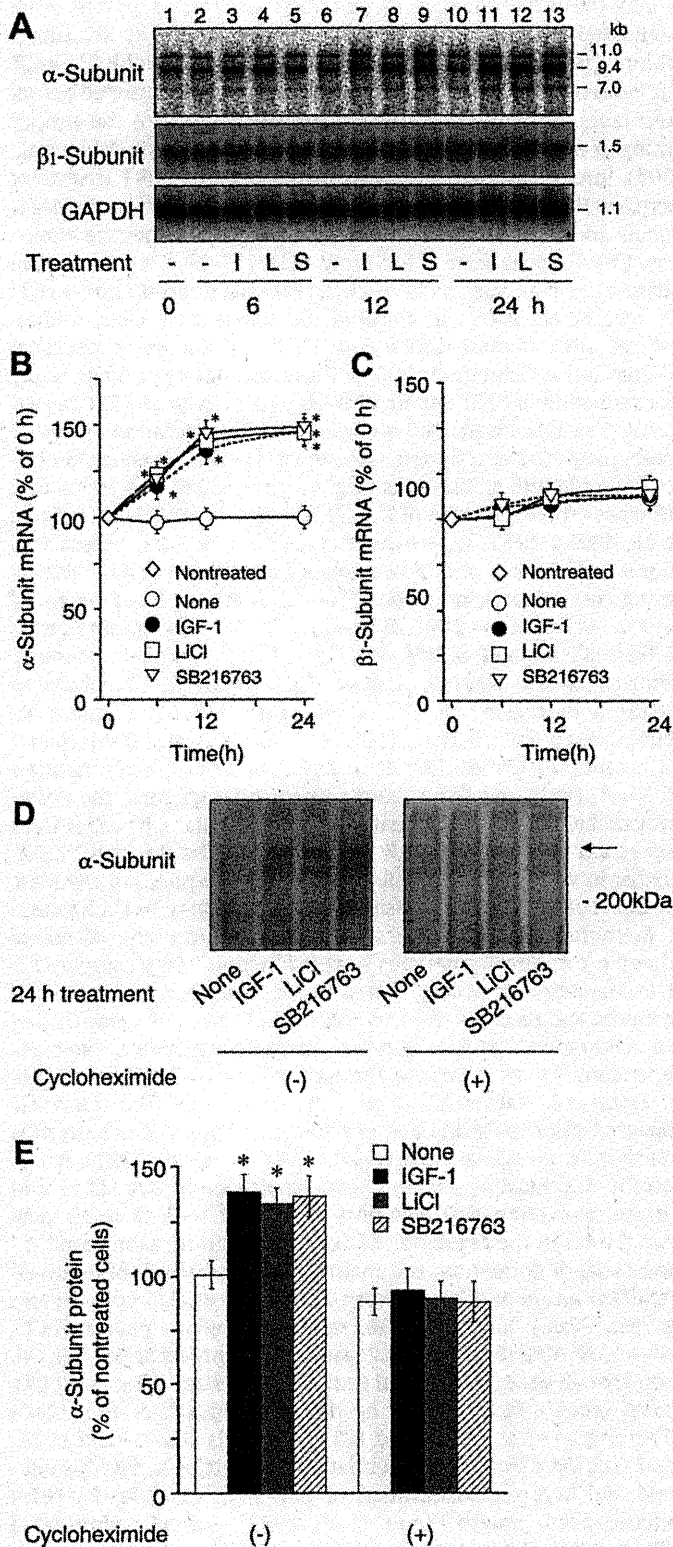 A
1 2 3 4 5 6 7 8 9 10 11 12 13
kb
α-Subunit
11.0
9.4
7.0
β1-Subunit
1.5
GAPDH
1.1
Treatment - - I L S - I L S - I L S
0 6 12 24 h
B
α-Subunit mRNA (% of 0 h)
150
100
50
0
* * * * * * * * *
Nontreated
None
IGF-1
LiCl
SB216763
0 12 24
Time(h)
C
β1-Subunit mRNA (% of 0 h)
150
100
50
0
Nontreated
None
IGF-1
LiCl
SB216763
0 12 24
Time(h)
D
α-Subunit
- 200kDa
24 h treatment
None IGF-1 LiCl SB216763
None IGF-1 LiCl SB216763
Cycloheximide (-) (+)
E
α-Subunit protein
(% of nontreated cells)
150
100
50
0
* * *
None
IGF-1
LiCl
SB216763
Cycloheximide (-) (+)